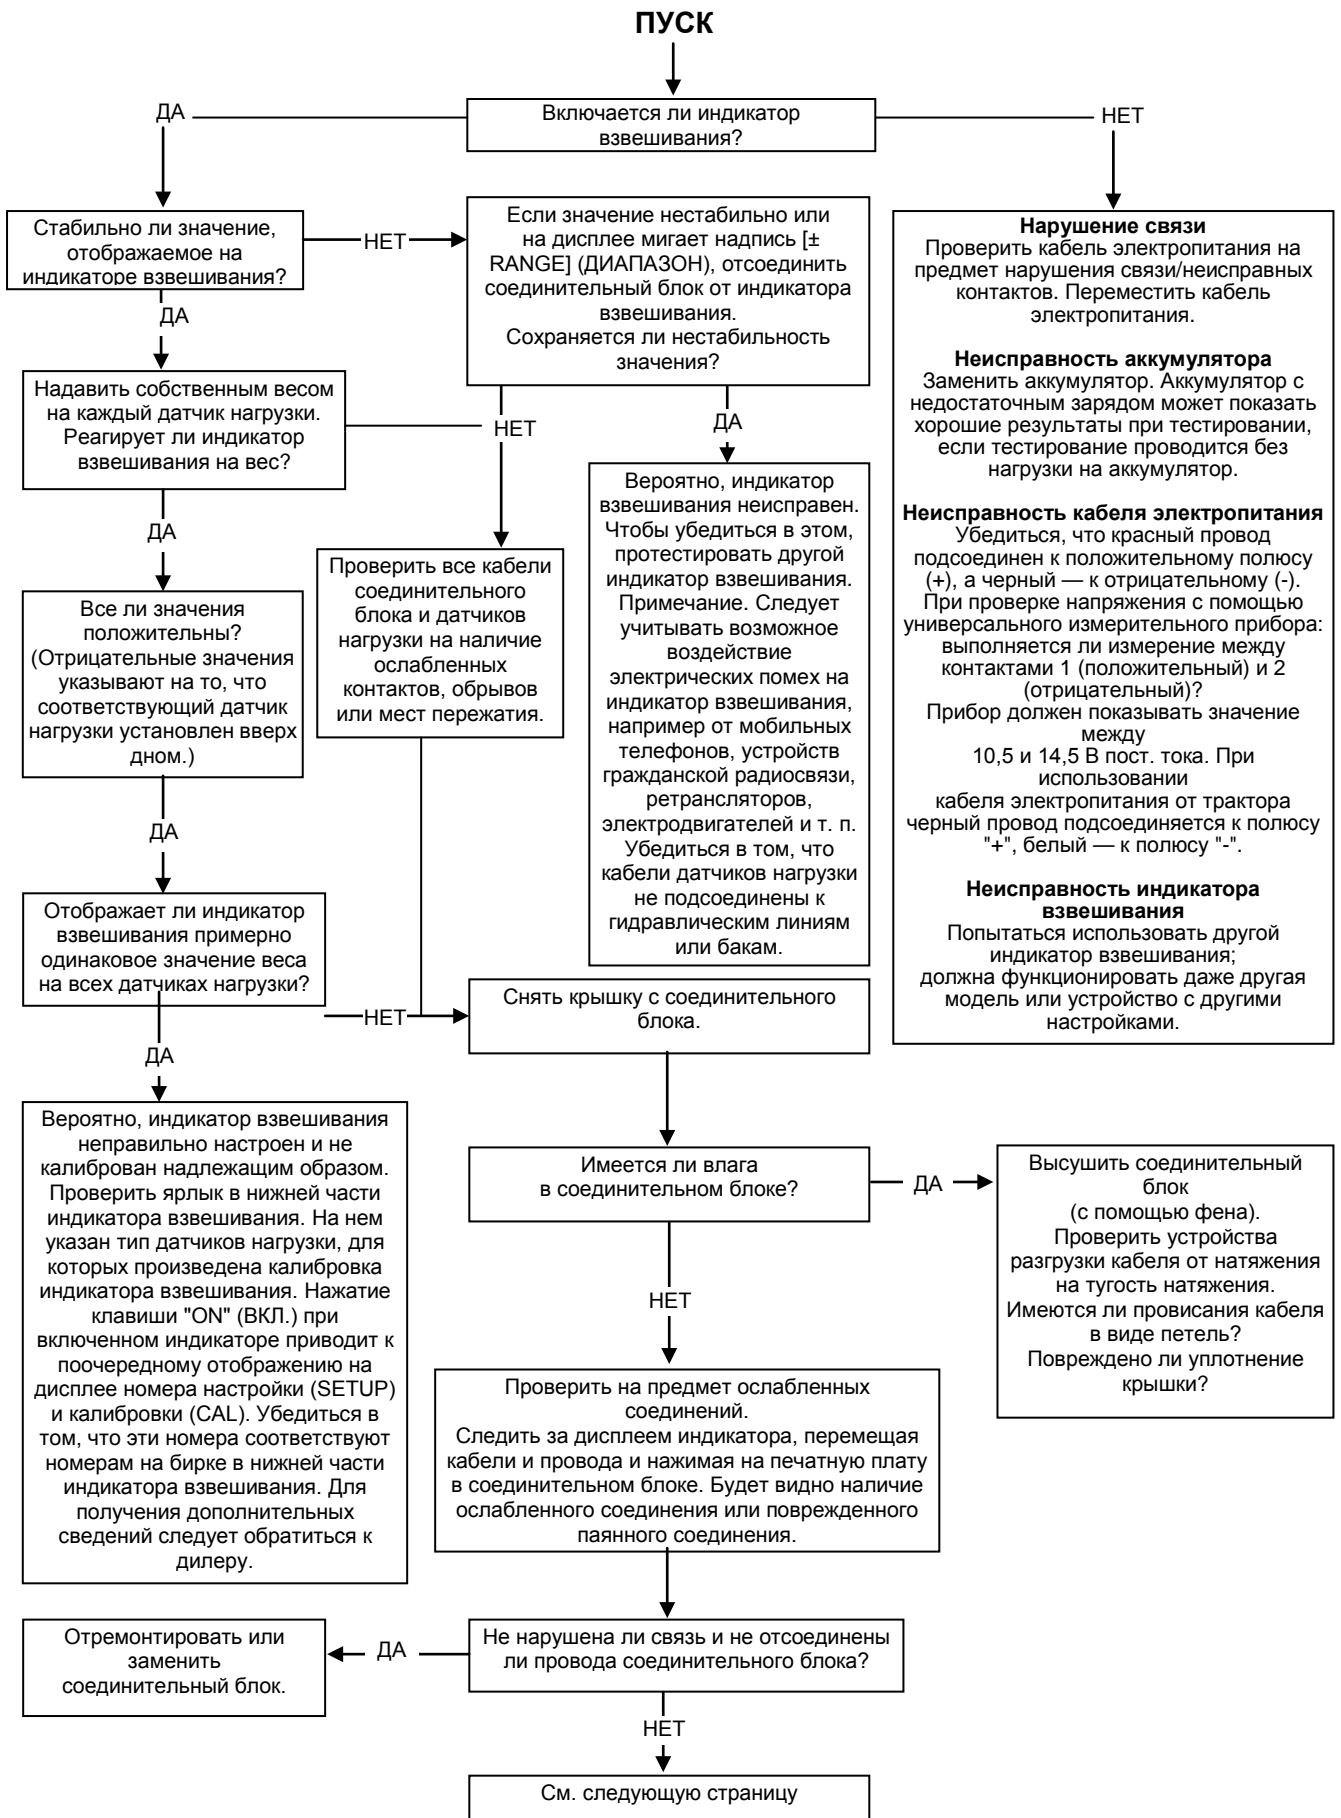 ПУСК
Включается ли индикатор
взвешивания?
ДА
НЕТ
Стабильно ли значение,
отображаемое на
индикаторе взвешивания?
НЕТ
ДА
Если значение нестабильно или
на дисплее мигает надпись [±
RANGE] (ДИАПАЗОН), отсоединить
соединительный блок от индикатора
взвешивания.
Сохраняется ли нестабильность
значения?
НЕТ
ДА
Нарушение связи
Проверить кабель электропитания на
предмет нарушения связи/неисправных
контактов. Переместить кабель
электропитания.
Неисправность аккумулятора
Заменить аккумулятор. Аккумулятор с
недостаточным зарядом может показать
хорошие результаты при тестировании,
если тестирование проводится без
нагрузки на аккумулятор.
Неисправность кабеля электропитания
Убедиться, что красный провод
подсоединен к положительному полюсу
(+), а черный — к отрицательному (-).
При проверке напряжения с помощью
универсального измерительного прибора:
выполняется ли измерение между
контактами 1 (положительный) и 2
(отрицательный)?
Прибор должен показывать значение
между
10,5 и 14,5 В пост. тока. При
использовании
кабеля электропитания от трактора
черный провод подсоединяется к полюсу
"+", белый — к полюсу "-".
Неисправность индикатора
взвешивания
Попытаться использовать другой
индикатор взвешивания;
должна функционировать даже другая
модель или устройство с другими
настройками.
Надавить собственным весом
на каждый датчик нагрузки.
Реагирует ли индикатор
взвешивания на вес?
ДА
Проверить все кабели
соединительного
блока и датчиков
нагрузки на наличие
ослабленных
контактов, обрывов
или мест пережатия.
Вероятно, индикатор
взвешивания неисправен.
Чтобы убедиться в этом,
протестировать другой
индикатор взвешивания.
Примечание. Следует
учитывать возможное
воздействие
электрических помех на
индикатор взвешивания,
например от мобильных
телефонов, устройств
гражданской радиосвязи,
ретрансляторов,
электродвигателей и т. п.
Убедиться в том, что
кабели датчиков нагрузки
не подсоединены к
гидравлическим линиям
или бакам.
Все ли значения
положительны?
(Отрицательные значения
указывают на то, что
соответствующий датчик
нагрузки установлен вверх
дном.)
ДА
Отображает ли индикатор
взвешивания примерно
одинаковое значение веса
на всех датчиках нагрузки?
НЕТ
ДА
Снять крышку с соединительного
блока.
Вероятно, индикатор взвешивания
неправильно настроен и не
калиброван надлежащим образом.
Проверить ярлык в нижней части
индикатора взвешивания. На нем
указан тип датчиков нагрузки, для
которых произведена калибровка
индикатора взвешивания. Нажатие
клавиши "ON" (ВКЛ.) при
включенном индикаторе приводит к
поочередному отображению на
дисплее номера настройки (SETUP)
и калибровки (CAL). Убедиться в
том, что эти номера соответствуют
номерам на бирке в нижней части
индикатора взвешивания. Для
получения дополнительных
сведений следует обратиться к
дилеру.
Имеется ли влага
в соединительном блоке?
ДА
Высушить соединительный
блок
(с помощью фена).
Проверить устройства
разгрузки кабеля от натяжения
на тугость натяжения.
Имеются ли провисания кабеля
в виде петель?
Повреждено ли уплотнение
крышки?
НЕТ
Проверить на предмет ослабленных
соединений.
Следить за дисплеем индикатора, перемещая
кабели и провода и нажимая на печатную плату
в соединительном блоке. Будет видно наличие
ослабленного соединения или поврежденного
паянного соединения.
Не нарушена ли связь и не отсоединены
ли провода соединительного блока?
ДА
Отремонтировать или
заменить
соединительный блок.
НЕТ
См. следующую страницу